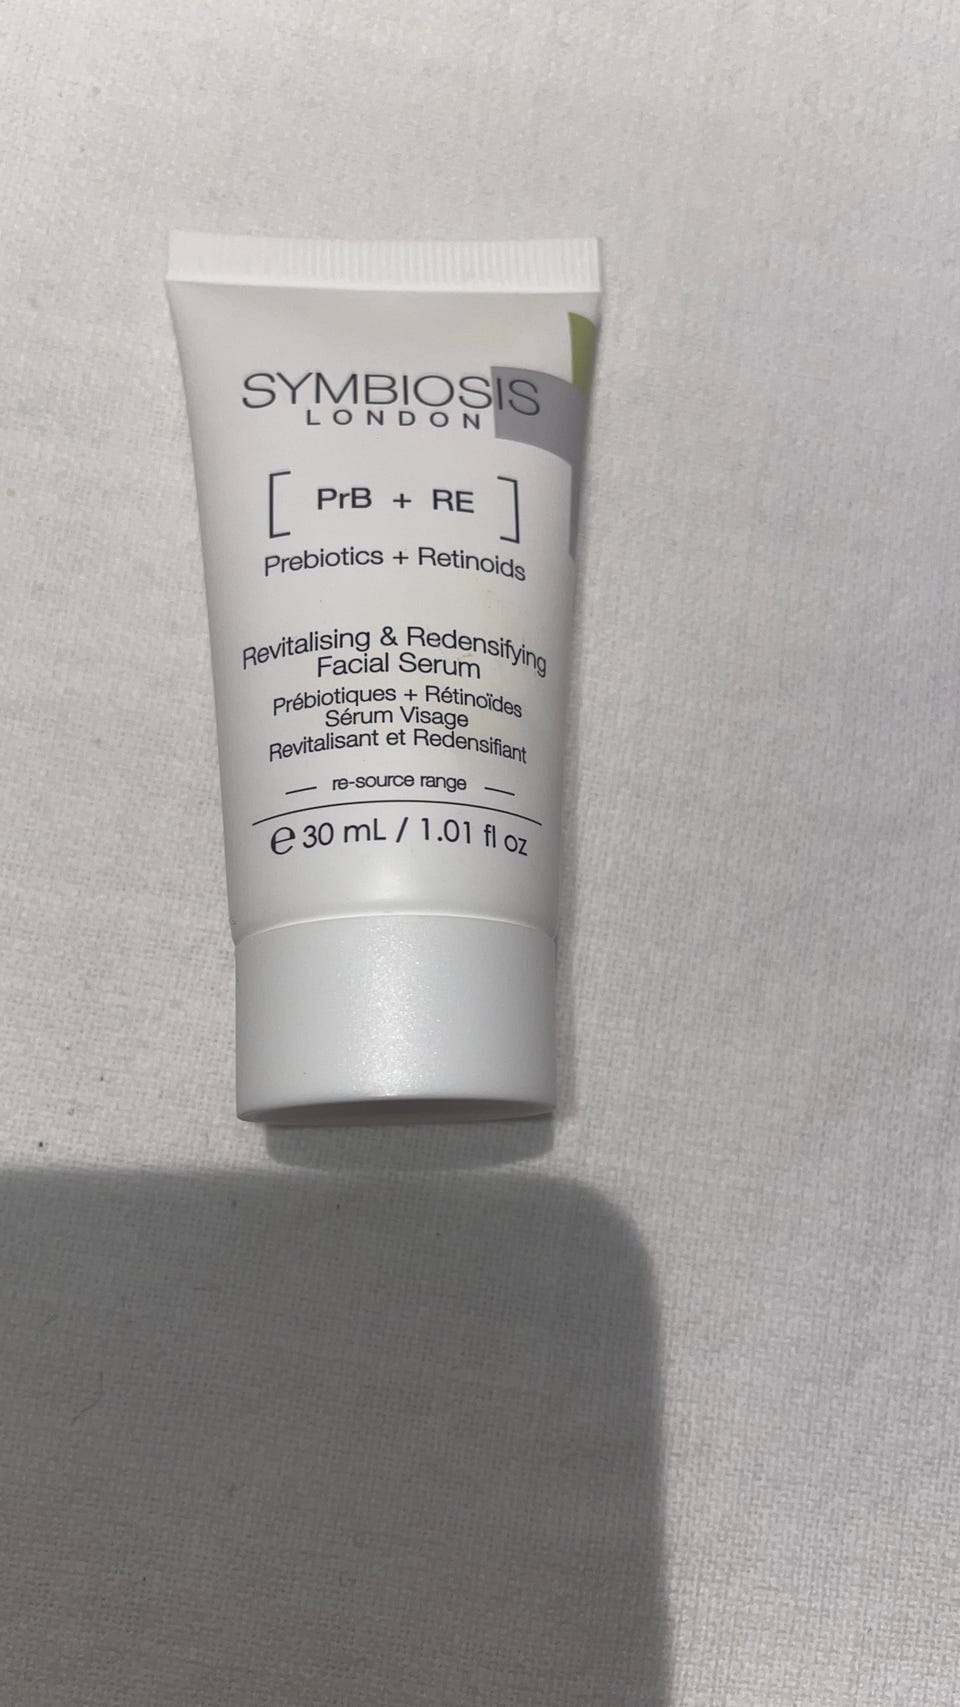 SYMBIOSIS
LONDON
[ PrB + RE ]
Prebiotics + Retinoids
Revitalising & Redensifying
Facial Serum
Prébiotiques + Rétinoïdes
Sérum Visage
Revitalisant et Redensifiant
re-source range
℮ 30 mL / 1.01 fl oz